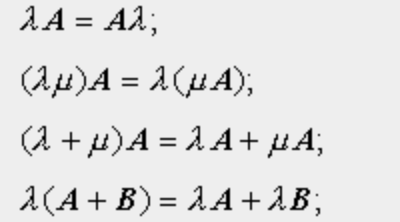 λA = Aλ;
(λμ)A = λ(μA);
(λ + μ)A = λA + μA;
λ(A + B) = λA + λB;